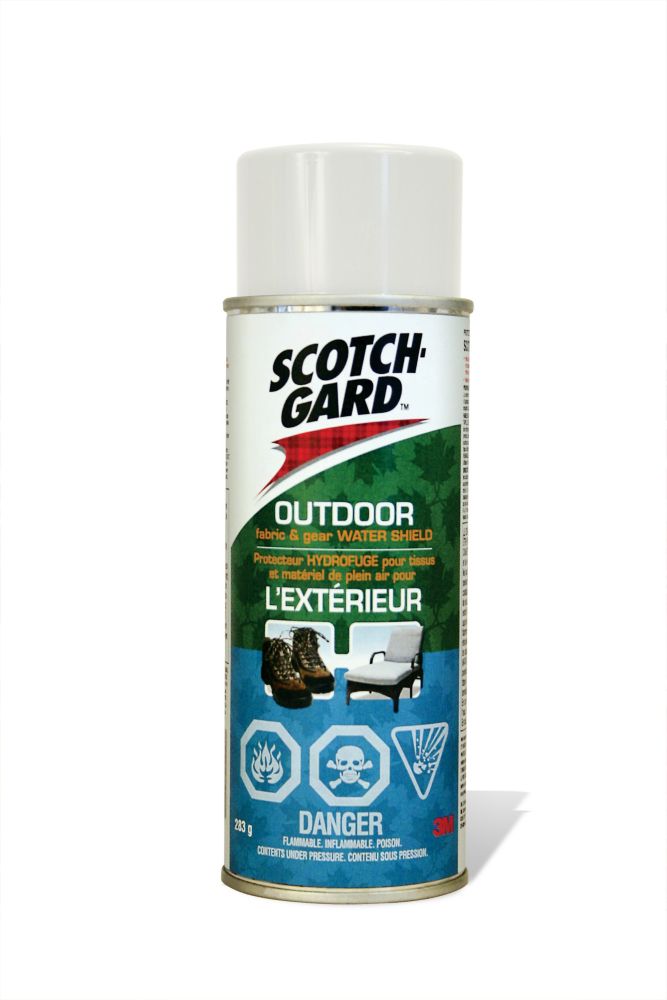 SCOTCH-
GARD™
OUTDOOR
fabric & gear WATER SHIELD
Protecteur HYDROFUGE pour tissus
et matériel de plein air pour
L'EXTÉRIEUR
283 g
DANGER
3M
FLAMMABLE. INFLAMMABLE. POISON.
CONTENTS UNDER PRESSURE. CONTENU SOUS PRESSION.